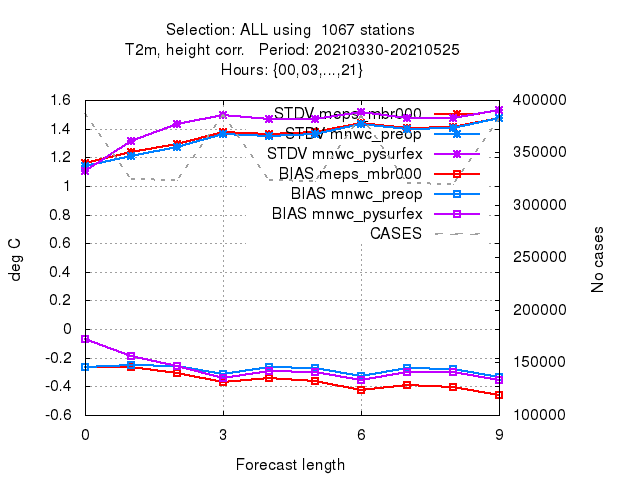 Selection: ALL using  1067 stations
T2m, height corr.   Period: 20210330-20210525
Hours: {00,03,...,21}
1.6
1.4
1.2
1
0.8
0.6
0.4
0.2
0
-0.2
-0.4
-0.6
deg C
STDV meps_mbr000
STDV mnwc_preop
STDV mnwc_pysurfex
BIAS meps_mbr000
BIAS mnwc_preop
BIAS mnwc_pysurfex
CASES
400000
350000
300000
250000
200000
150000
100000
No cases
0 3 6 9
Forecast length